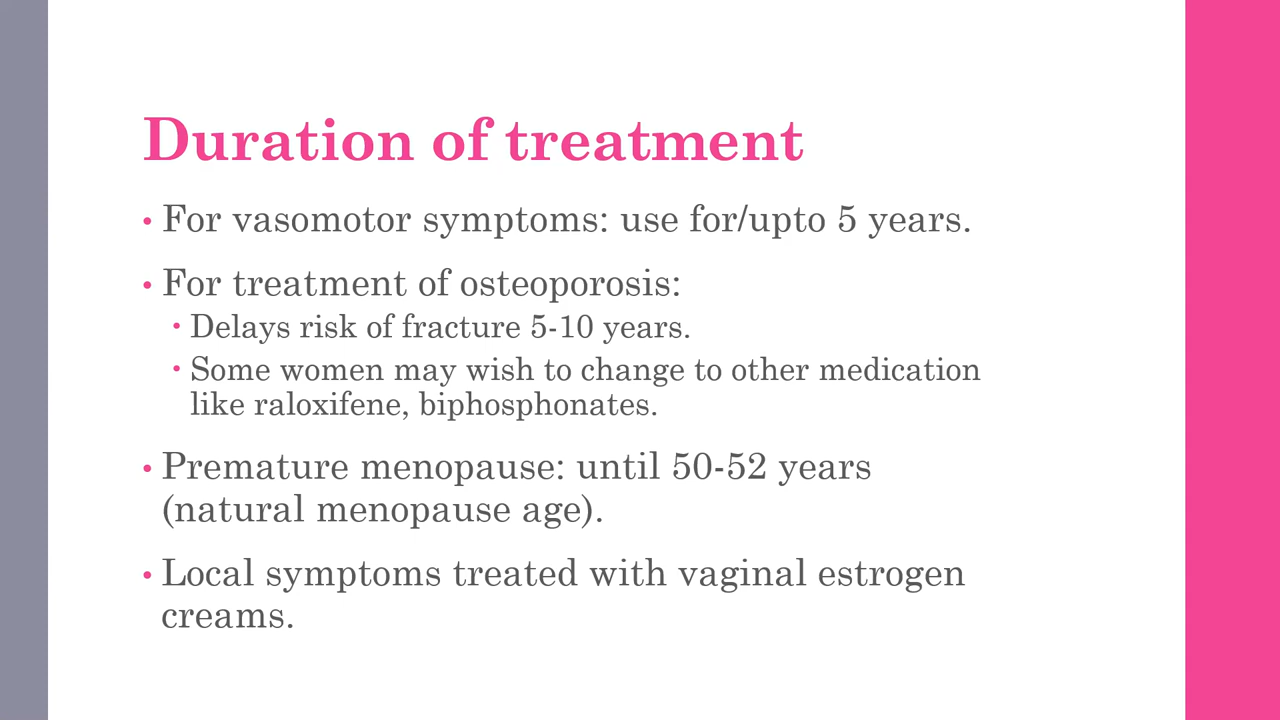 Duration of treatment
• For vasomotor symptoms: use for/upto 5 years.
• For treatment of osteoporosis:
• Delays risk of fracture 5-10 years.
• Some women may wish to change to other medication
like raloxifene, biphosphonates.
• Premature menopause: until 50-52 years
(natural menopause age).
• Local symptoms treated with vaginal estrogen
creams.